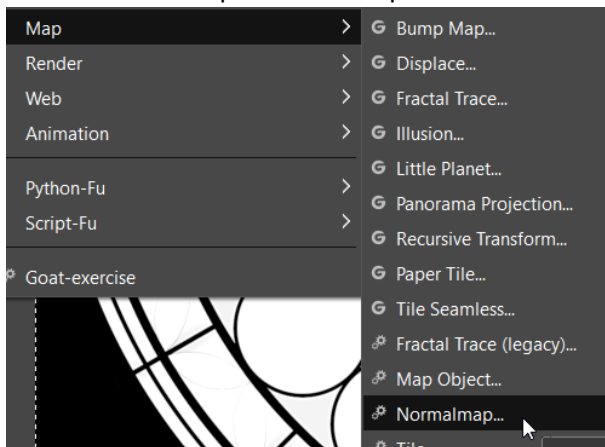 Map
Render
Web
Animation
Python-Fu
Script-Fu
Goat-exercise
Bump Map...
Displace...
Fractal Trace...
Illusion...
Little Planet...
Panorama Projection...
Recursive Transform...
Paper Tile...
Tile Seamless...
Fractal Trace (legacy)...
Map Object...
Normalmap...